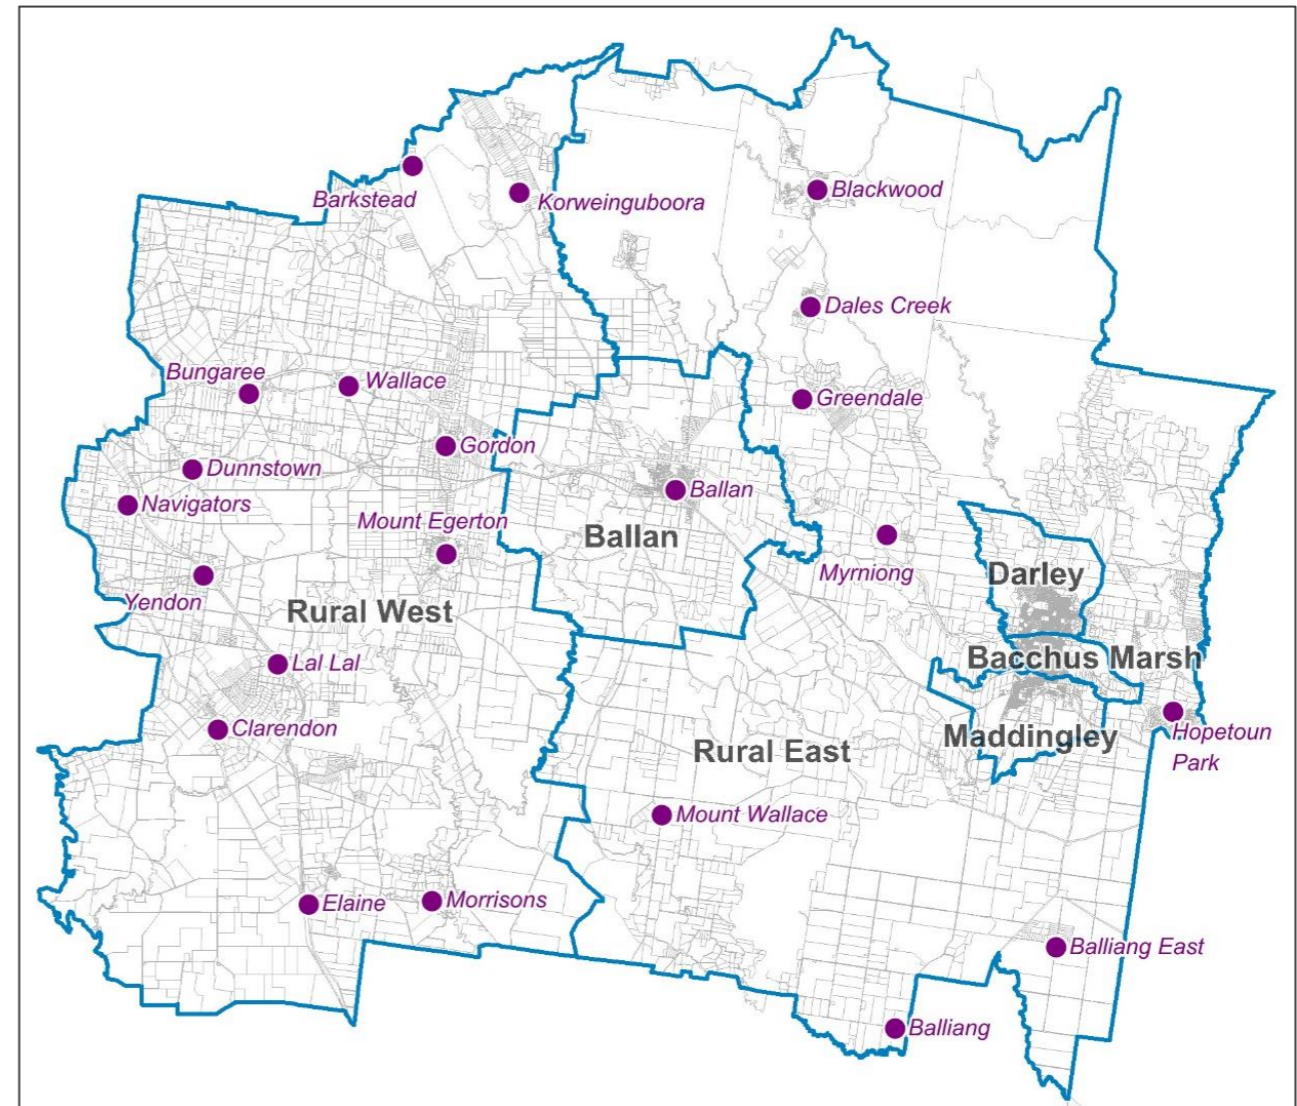 Blackwood
Barkstead
Korweinguboora
Dales Creek
Bungaree
Wallace
Greendale
Gordon
Dunnstown
Ballan
Navigators
Mount Egerton
Ballan
Myrniong
Darley
Yendon
Rural West
Bacchus Marsh
Lal Lal
Clarendon
Hopetoun
Park
Maddingley
Rural East
Mount Wallace
Elaine
Morrisons
Balliang East
Balliang